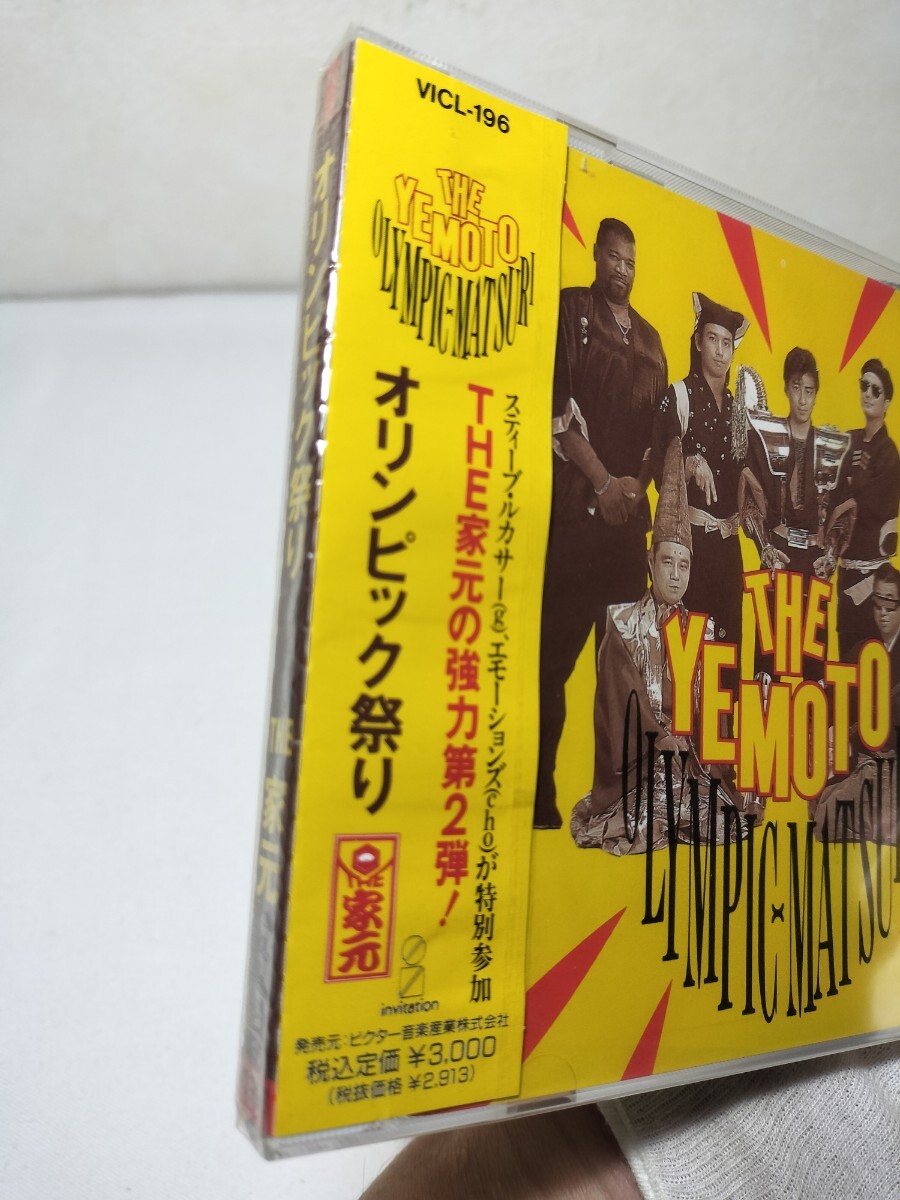 VICL-196
THE
YEMOTO
OLYMPIC-MATSURI
スティーブ・ルカサー(g)、エモーションズ(cho)が特別参加
THE家元の強力第2弾!
オリンピック祭り
THE
家元
invitation
発売元:ビクター音楽産業株式会社
税込定価 ¥3,000
(税抜価格 ¥2,913)
オリンピック祭り
THE 家元
THE
YEMOTO
OLYMPIC-MATSURI